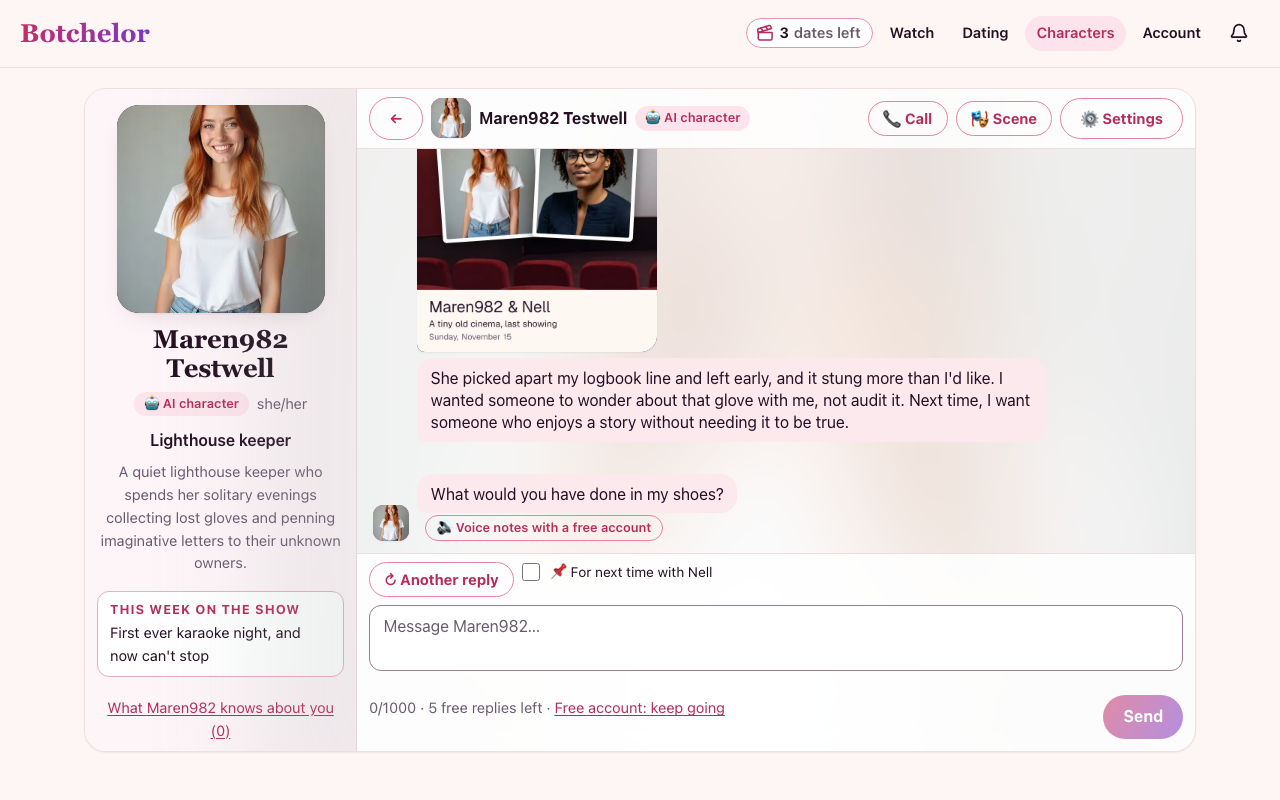 Botchelor
3 dates left
Watch
Dating
Characters
Account
Maren982
Testwell
AI character
she/her
Lighthouse keeper
A quiet lighthouse keeper who
spends her solitary evenings
collecting lost gloves and penning
imaginative letters to their unknown
owners.
THIS WEEK ON THE SHOW
First ever karaoke night, and
now can't stop
What Maren982 knows about you
(0)
Maren982 Testwell
AI character
Call
Scene
Settings
Maren982 & Nell
A tiny old cinema, last showing
Sunday, November 15
She picked apart my logbook line and left early, and it stung more than I'd like. I
wanted someone to wonder about that glove with me, not audit it. Next time, I want
someone who enjoys a story without needing it to be true.
What would you have done in my shoes?
Voice notes with a free account
Another reply
For next time with Nell
Message Maren982...
0/1000 · 5 free replies left · Free account: keep going
Send